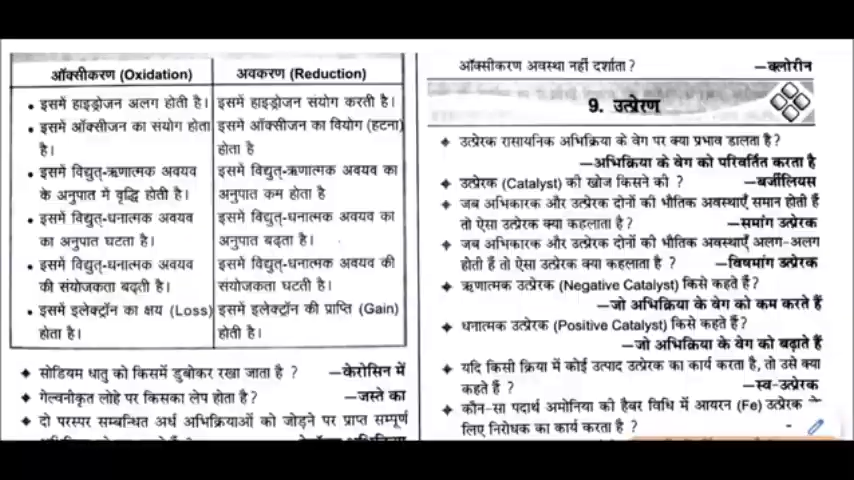 ऑक्सीकरण (Oxidation)
अवकरण (Reduction)
• इसमें हाइड्रोजन अलग होती है।
इसमें हाइड्रोजन संयोग करती है।
• इसमें ऑक्सीजन का संयोग होता
है।
इसमें ऑक्सीजन का वियोग (हटना)
होता है
• इसमें विद्युत्-ऋणात्मक अवयव
के अनुपात में वृद्धि होती है।
इसमें विद्युत्-ऋणात्मक अवयव का
अनुपात कम होता है
• इसमें विद्युत्-धनात्मक अवयव
का अनुपात घटता है।
इसमें विद्युत्-धनात्मक अवयव का
अनुपात बढ़ता है।
• इसमें विद्युत्-धनात्मक अवयव
की संयोजकता बढ़ती है।
इसमें विद्युत्-धनात्मक अवयव की
संयोजकता घटती है।
• इसमें इलेक्ट्रॉन का क्षय (Loss)
होता है।
इसमें इलेक्ट्रॉन की प्राप्ति (Gain)
होती है।
सोडियम धातु को किसमें डुबोकर रखा जाता है ? —केरोसिन में
गेल्वनीकृत लोहे पर किसका लेप होता है? —जस्ते का
दो परस्पर सम्बन्धित अर्ध अभिक्रियाओं को जोड़ने पर प्राप्त सम्पूर्ण
ऑक्सीकरण अवस्था नहीं दर्शाता ? —क्लोरीन
9. उत्प्रेरण
उत्प्रेरक रासायनिक अभिक्रिया के वेग पर क्या प्रभाव डालता है?
—अभिक्रिया के वेग को परिवर्तित करता है
उत्प्रेरक (Catalyst) की खोज किसने की ? —बर्जीलियस
जब अभिकारक और उत्प्रेरक दोनों की भौतिक अवस्थाएँ समान होती हैं
तो ऐसा उत्प्रेरक क्या कहलाता है? —समांग उत्प्रेरक
जब अभिकारक और उत्प्रेरक दोनों की भौतिक अवस्थाएँ अलग-अलग
होती हैं तो ऐसा उत्प्रेरक क्या कहलाता है ? —विषमांग उत्प्रेरक
ऋणात्मक उत्प्रेरक (Negative Catalyst) किसे कहते हैं?
—जो अभिक्रिया के वेग को कम करते हैं
धनात्मक उत्प्रेरक (Positive Catalyst) किसे कहते हैं?
—जो अभिक्रिया के वेग को बढ़ाते हैं
यदि किसी क्रिया में कोई उत्पाद उत्प्रेरक का कार्य करता है, तो उसे क्या
कहते हैं ? —स्व-उत्प्रेरक
कौन-सा पदार्थ अमोनिया की हैबर विधि में आयरन (Fe) उत्प्रेरक
लिए निरोधक का कार्य करता है ?